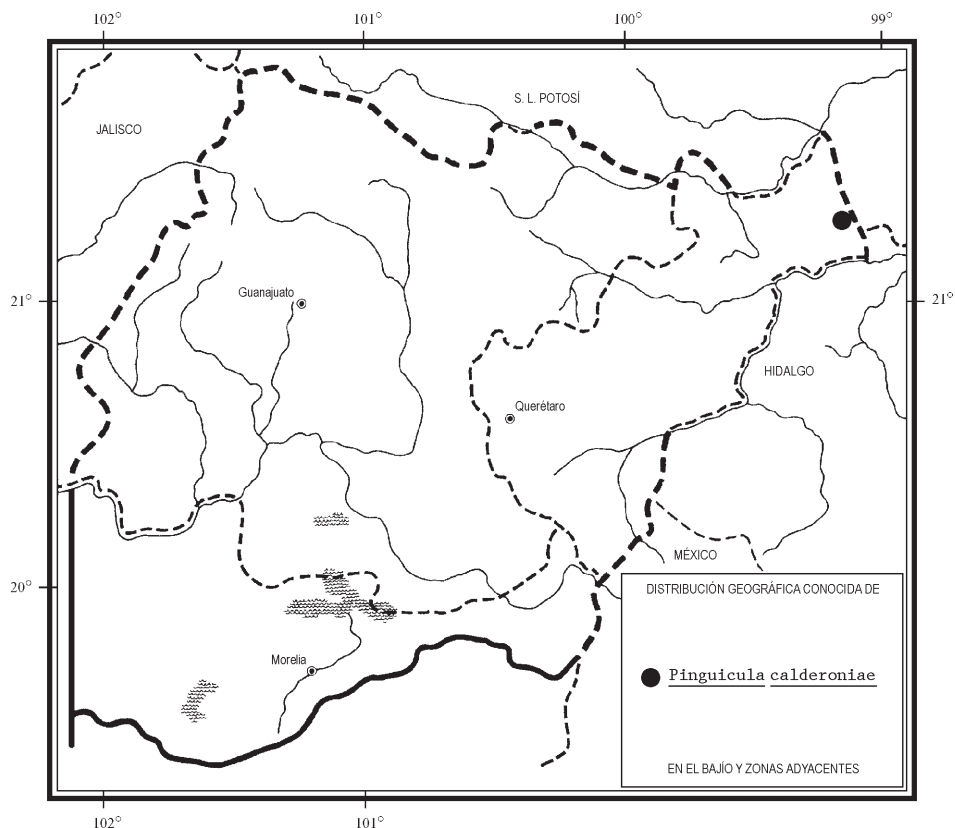 102° 101° 100° 99°
S. L. POTOSÍ
JALISCO
Guanajuato
21° 21°
HIDALGO
Querétaro
MÉXICO
20°
DISTRIBUCIÓN GEOGRÁFICA CONOCIDA DE
Morelia
Pinguicula calderoniae
EN EL BAJÍO Y ZONAS ADYACENTES
102° 101°